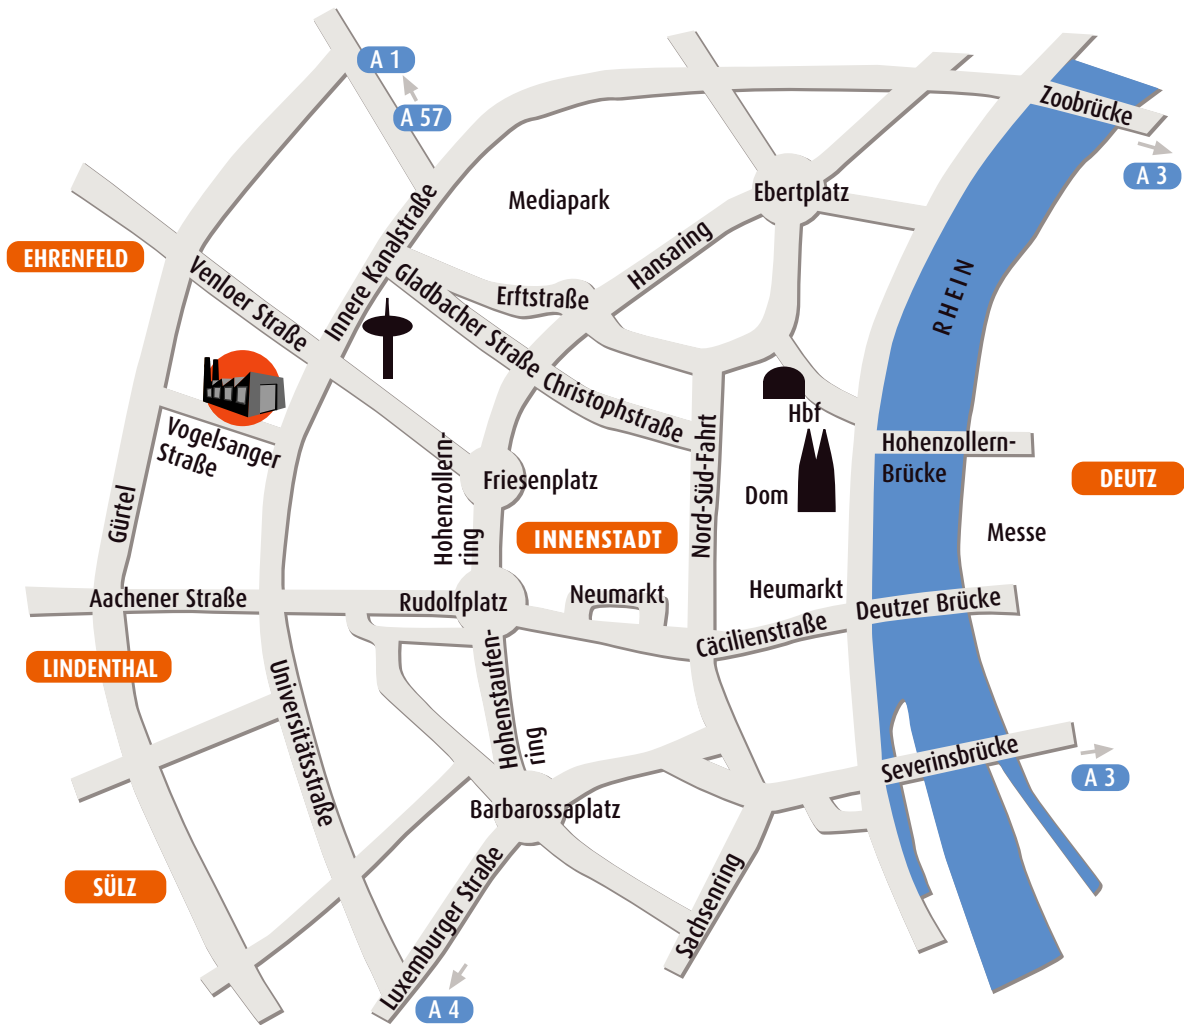 A 1
A 57
Zoobrücke
A 3
Mediapark
Ebertplatz
EHRENFELD
Venloer Straße
Innere Kanalstraße
Hansaring
RHEIN
Gladbacher Straße
Erftstraße
Christophstraße
Hbf
Vogelsanger
Straße
Hohenzollern-
ring
Friesenplatz
Nord-Süd-Fahrt
Dom
Hohenzollern-
Brücke
DEUTZ
Gürtel
INNENSTADT
Messe
Aachener Straße
Rudolfplatz
Neumarkt
Heumarkt
Deutzer Brücke
Cäcilienstraße
LINDENTHAL
Universitätsstraße
Hohenstaufen-
ring
Severinsbrücke
A 3
Barbarossaplatz
SÜLZ
Luxemburger Straße
Sachsenring
A 4